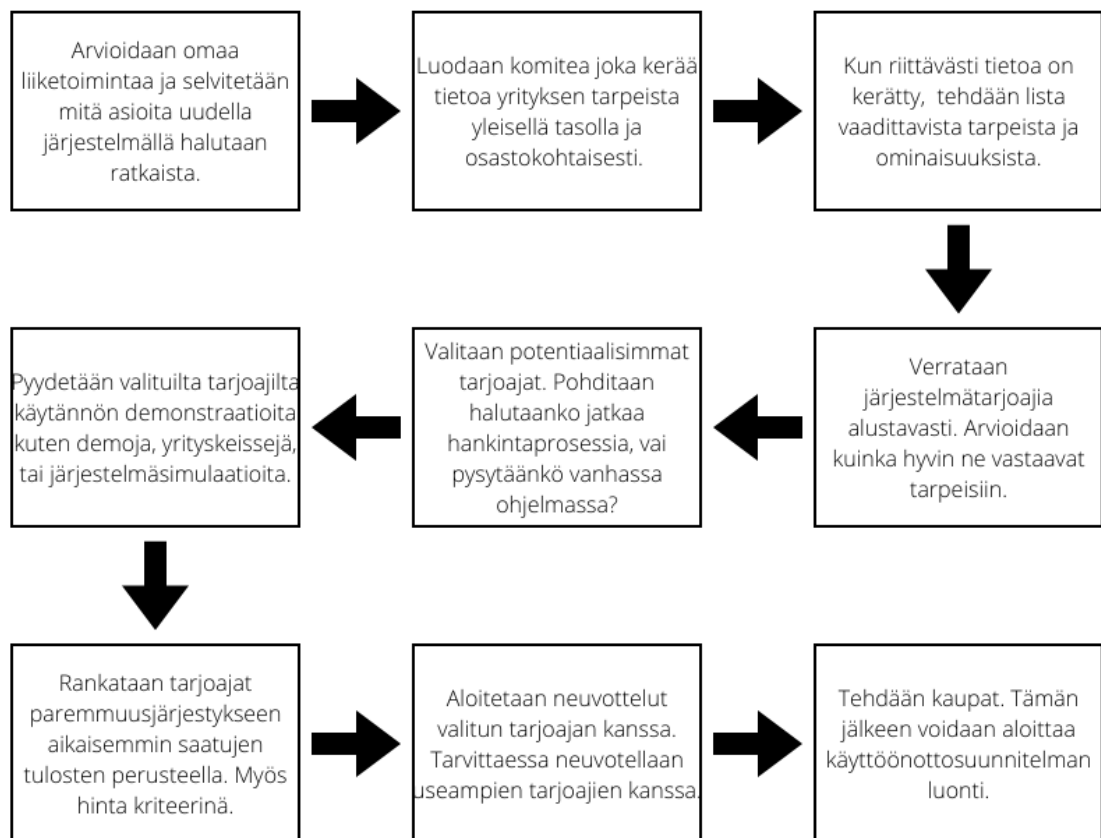 Arvioidaan omaa
liiketoimintaa ja selvitetään
mitä asioita uudella
järjestelmällä halutaan
ratkaista.
Luodaan komitea joka kerää
tietoa yrityksen tarpeista
yleisellä tasolla ja
osastokohtaisesti.
Kun riittävästi tietoa on
kerätty, tehdään lista
vaadittavista tarpeista ja
ominaisuuksista.
Verrataan
järjestelmätarjoajia
alustavasti. Arvioidaan
kuinka hyvin ne vastaavat
tarpeisiin.
Valitaan potentiaalisimmat
tarjoajat. Pohditaan
halutaanko jatkaa
hankintaprosessia, vai
pysytäänkö vanhassa
ohjelmassa?
Pyydetään valituilta tarjoajilta
käytännön demonstraatioita
kuten demoja, yrityskeissejä,
tai järjestelmäsimulaatioita.
Rankataan tarjoajat
paremmuusjärjestykseen
aikaisemmin saatujen
tulosten perusteella. Myös
hinta kriteerinä.
Aloitetaan neuvottelut
valitun tarjoajan kanssa.
Tarvittaessa neuvotellaan
useampien tarjoajien kanssa.
Tehdään kaupat. Tämän
jälkeen voidaan aloittaa
käyttöönottosuunnitelman
luonti.